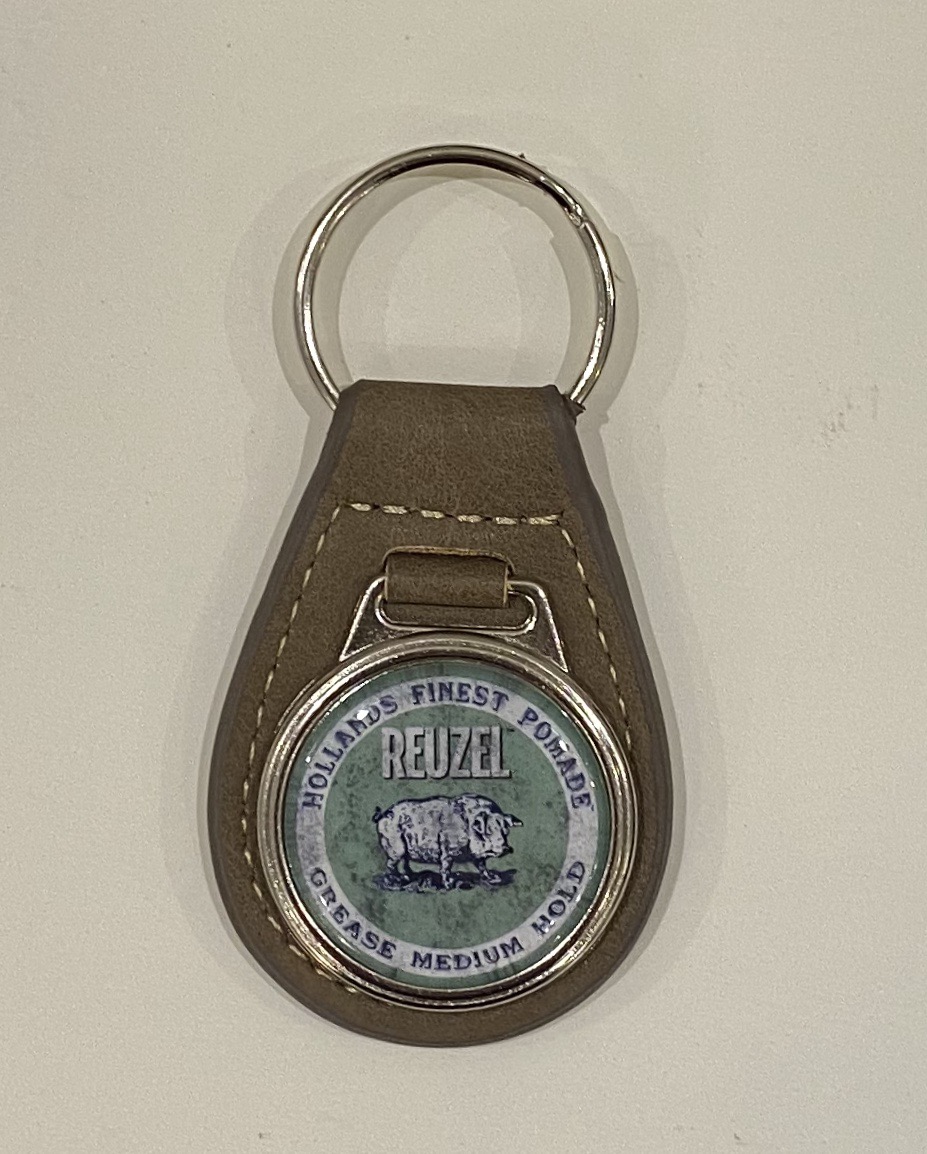 HOLLANDS FINEST POMADE
REUZEL
GREASE MEDIUM HOLD